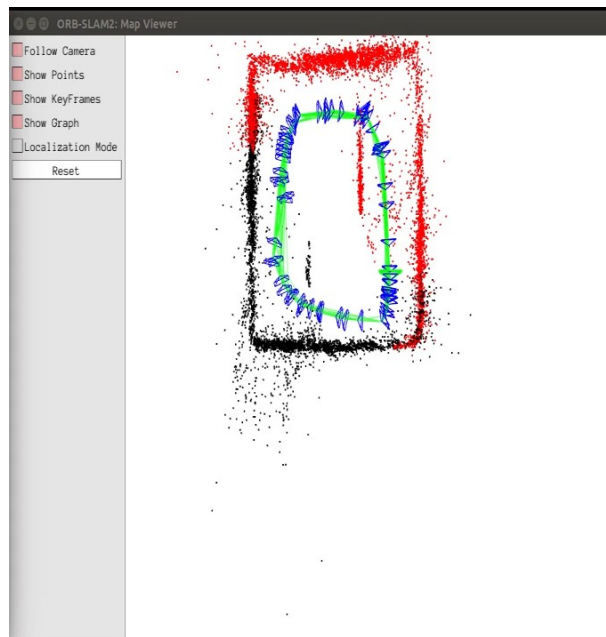 ORB-SLAM2: Map Viewer
Follow Camera
Show Points
Show KeyFrames
Show Graph
Localization Mode
Reset